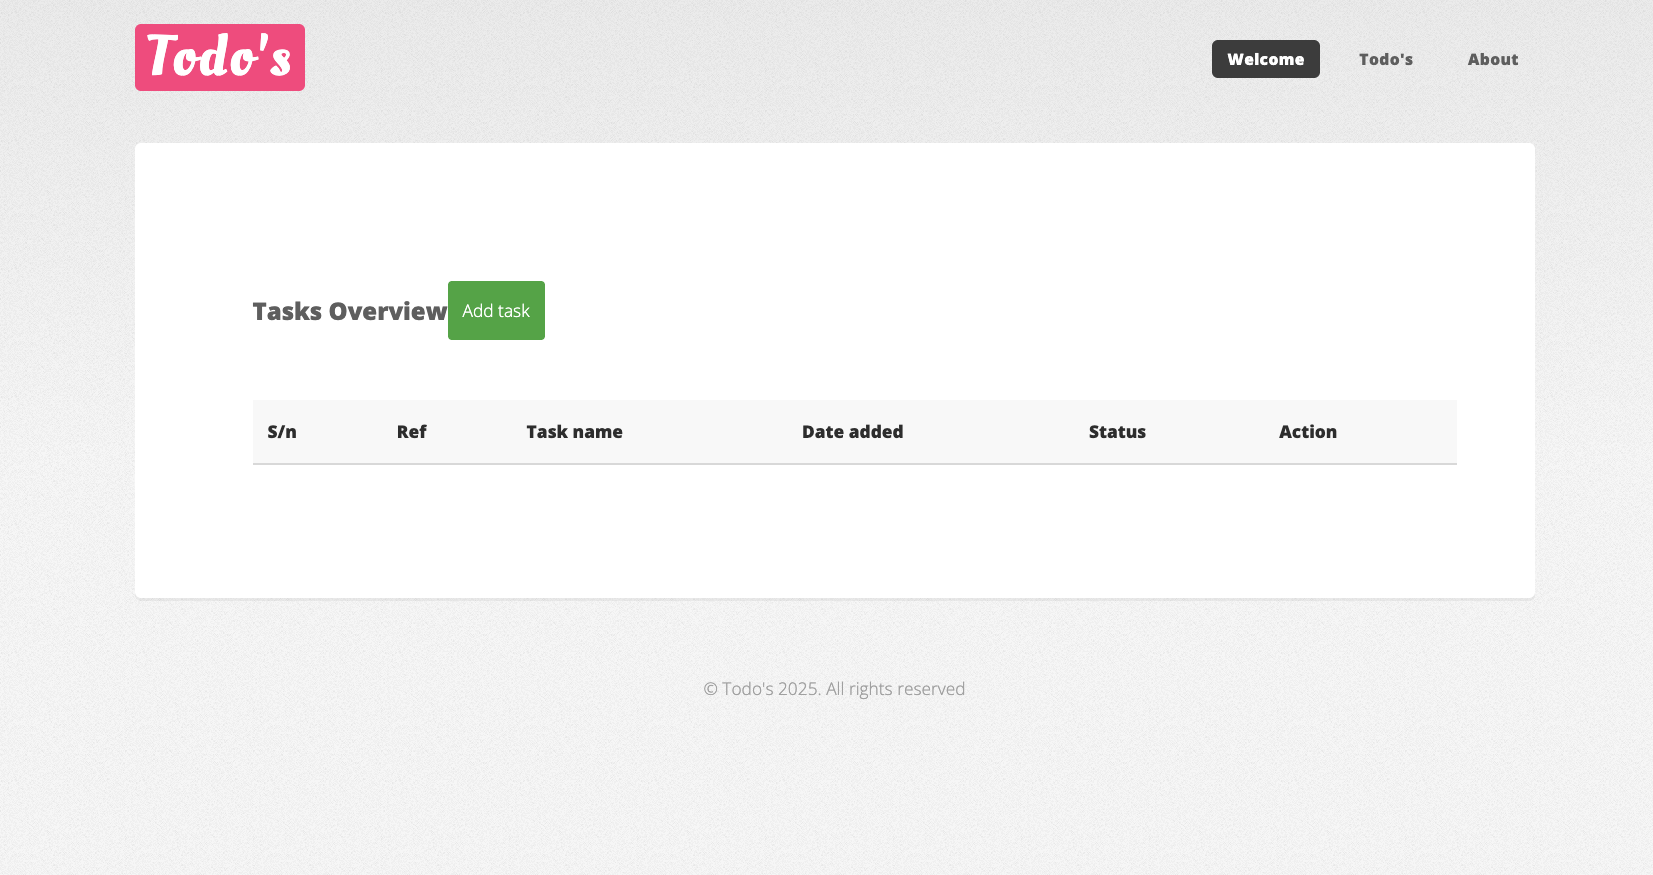 Todo's
Welcome Todo's About
Tasks Overview Add task
S/n Ref Task name Date added Status Action
© Todo's 2025. All rights reserved